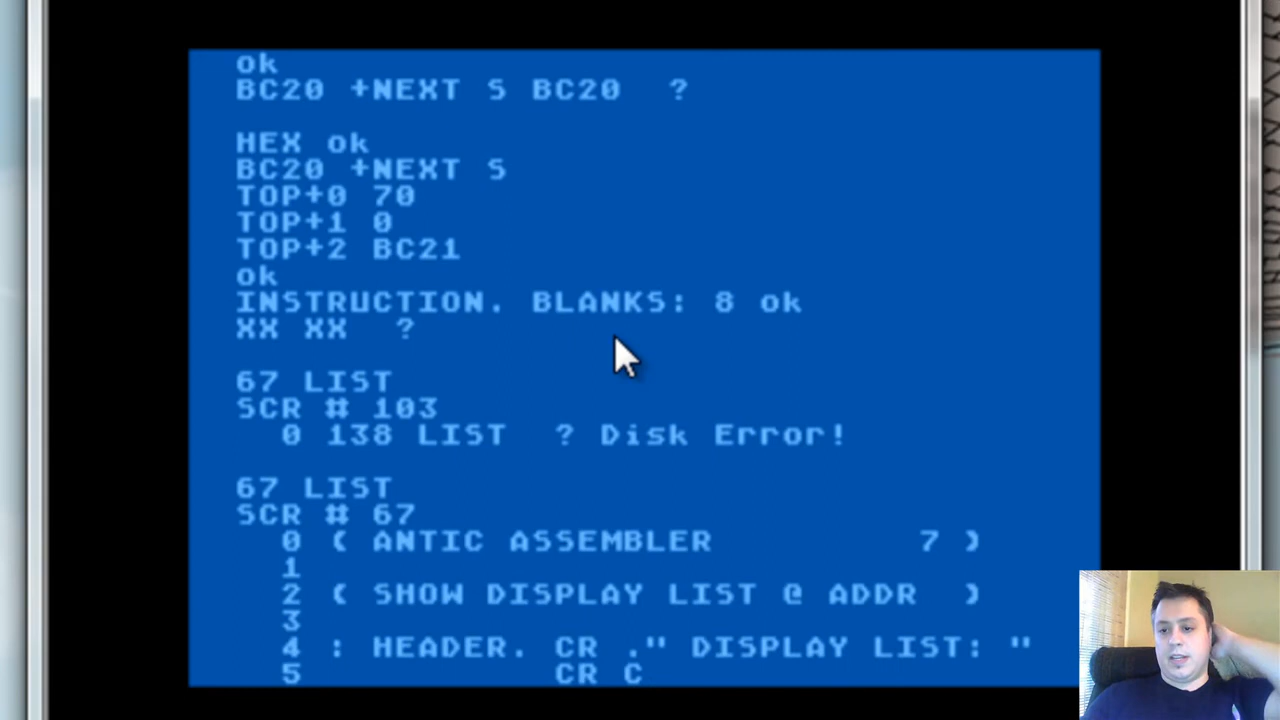 ok
BC20 +NEXT S BC20  ?
HEX ok
BC20 +NEXT S
TOP+0 70
TOP+1 0
TOP+2 BC21
ok
INSTRUCTION. BLANKS: 8 ok
XX XX  ?
67 LIST
SCR # 103
0 138 LIST  ? Disk Error!
67 LIST
SCR # 67
0 ( ANTIC ASSEMBLER 7 )
1
2 ( SHOW DISPLAY LIST @ ADDR )
3
4 : HEADER. CR ." DISPLAY LIST: "
5 CR C